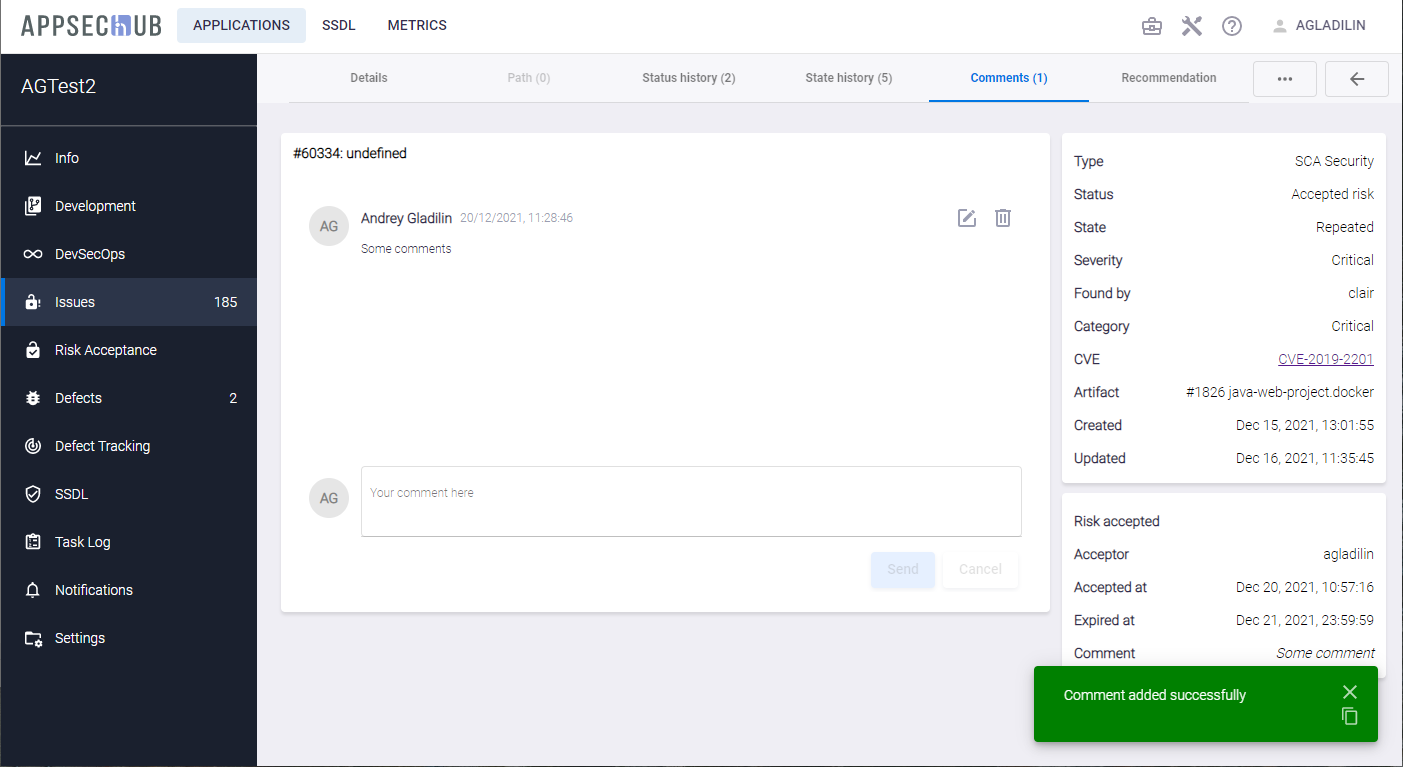 APPSECHUB
APPLICATIONS
SSDL
METRICS
AGLADILIN
AGTest2
Info
Development
DevSecOps
Issues 185
Risk Acceptance
Defects 2
Defect Tracking
SSDL
Task Log
Notifications
Settings
Details
Path (0)
Status history (2)
State history (5)
Comments (1)
Recommendation
#60334: undefined
AG
Andrey Gladilin 20/12/2021, 11:28:46
Some comments
AG
Your comment here
Send
Cancel
Type SCA Security
Status Accepted risk
State Repeated
Severity Critical
Found by clair
Category Critical
CVE CVE-2019-2201
Artifact #1826 java-web-project.docker
Created Dec 15, 2021, 13:01:55
Updated Dec 16, 2021, 11:35:45
Risk accepted
Acceptor agladilin
Accepted at Dec 20, 2021, 10:57:16
Expired at Dec 21, 2021, 23:59:59
Comment Some comment
Comment added successfully